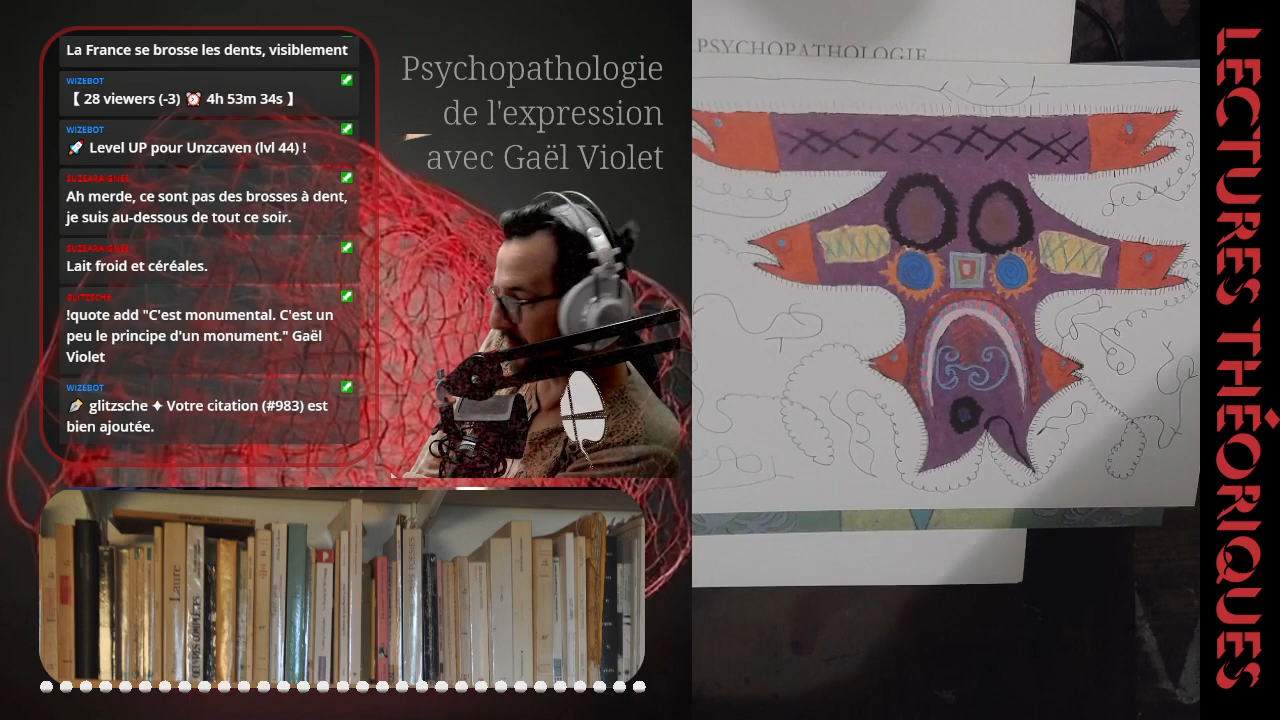 La France se brosse les dents, visiblement
WIZEBOT
【 28 viewers (-3) ⏰ 4h 53m 34s 】
WIZEBOT
🚀 Level UP pour Unzcaven (lvl 44) !
SUZEARAIGNEE
Ah merde, ce sont pas des brosses à dent,
je suis au-dessous de tout ce soir.
SUZEARAIGNEE
Lait froid et céréales.
GLITZSCHE
!quote add "C'est monumental. C'est un
peu le principe d'un monument." Gaël
Violet
WIZEBOT
glitzsche ✦ Votre citation (#983) est
bien ajoutée.
Psychopathologie
de l'expression
avec Gaël Violet
PSYCHOPATHOLOGIE
Laure
LECTURES THÉORIQUES